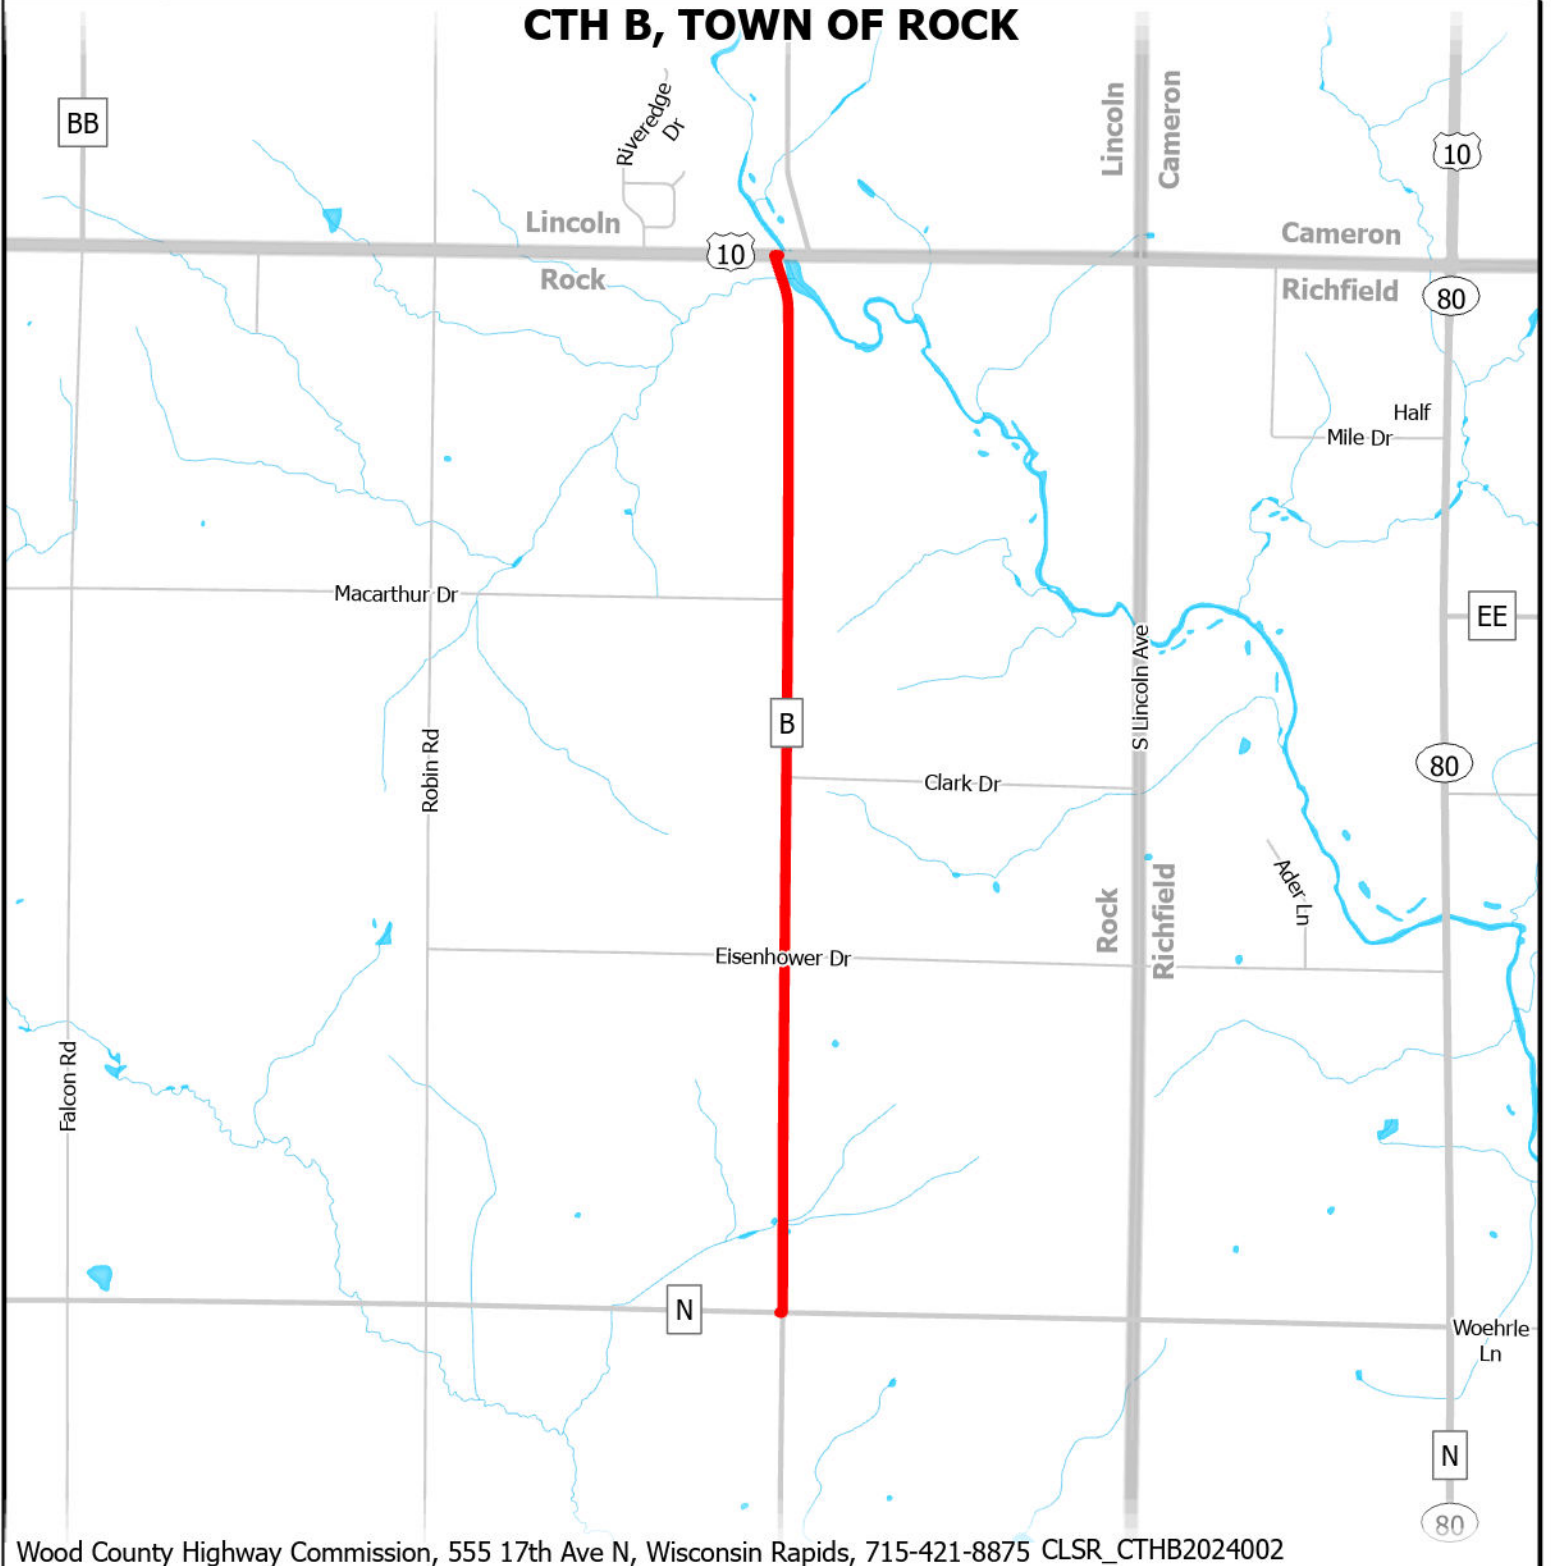 CTH B, TOWN OF ROCK
BB
Riveredge
Dr
Lincoln
Cameron
10
Lincoln
10
Cameron
Rock
Richfield
80
Half
Mile Dr
Macarthur Dr
EE
S Lincoln Ave
B
Robin Rd
80
Clark Dr
Ader Ln
Rock
Richfield
Eisenhower Dr
Falcon Rd
N
Woehrle
Ln
N
80
Wood County Highway Commission, 555 17th Ave N, Wisconsin Rapids, 715-421-8875 CLSR_CTHB2024002